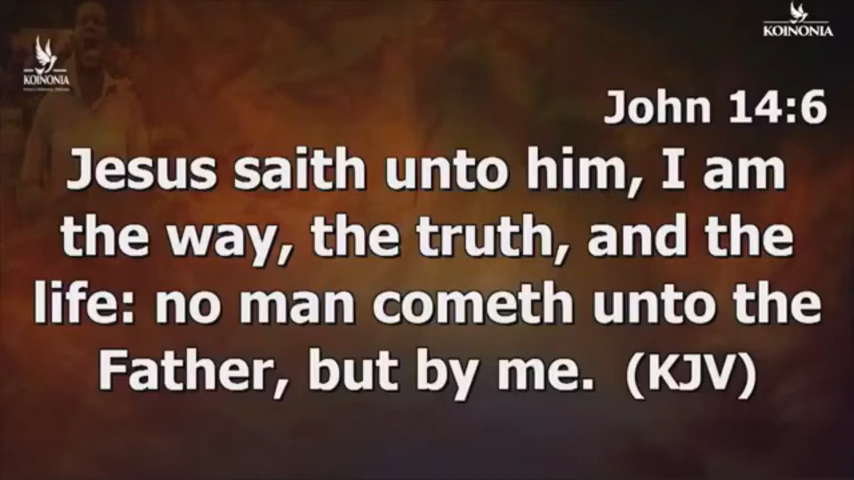 KOINONIA
KOINONIA
John 14:6
Jesus saith unto him, I am
the way, the truth, and the
life: no man cometh unto the
Father, but by me. (KJV)